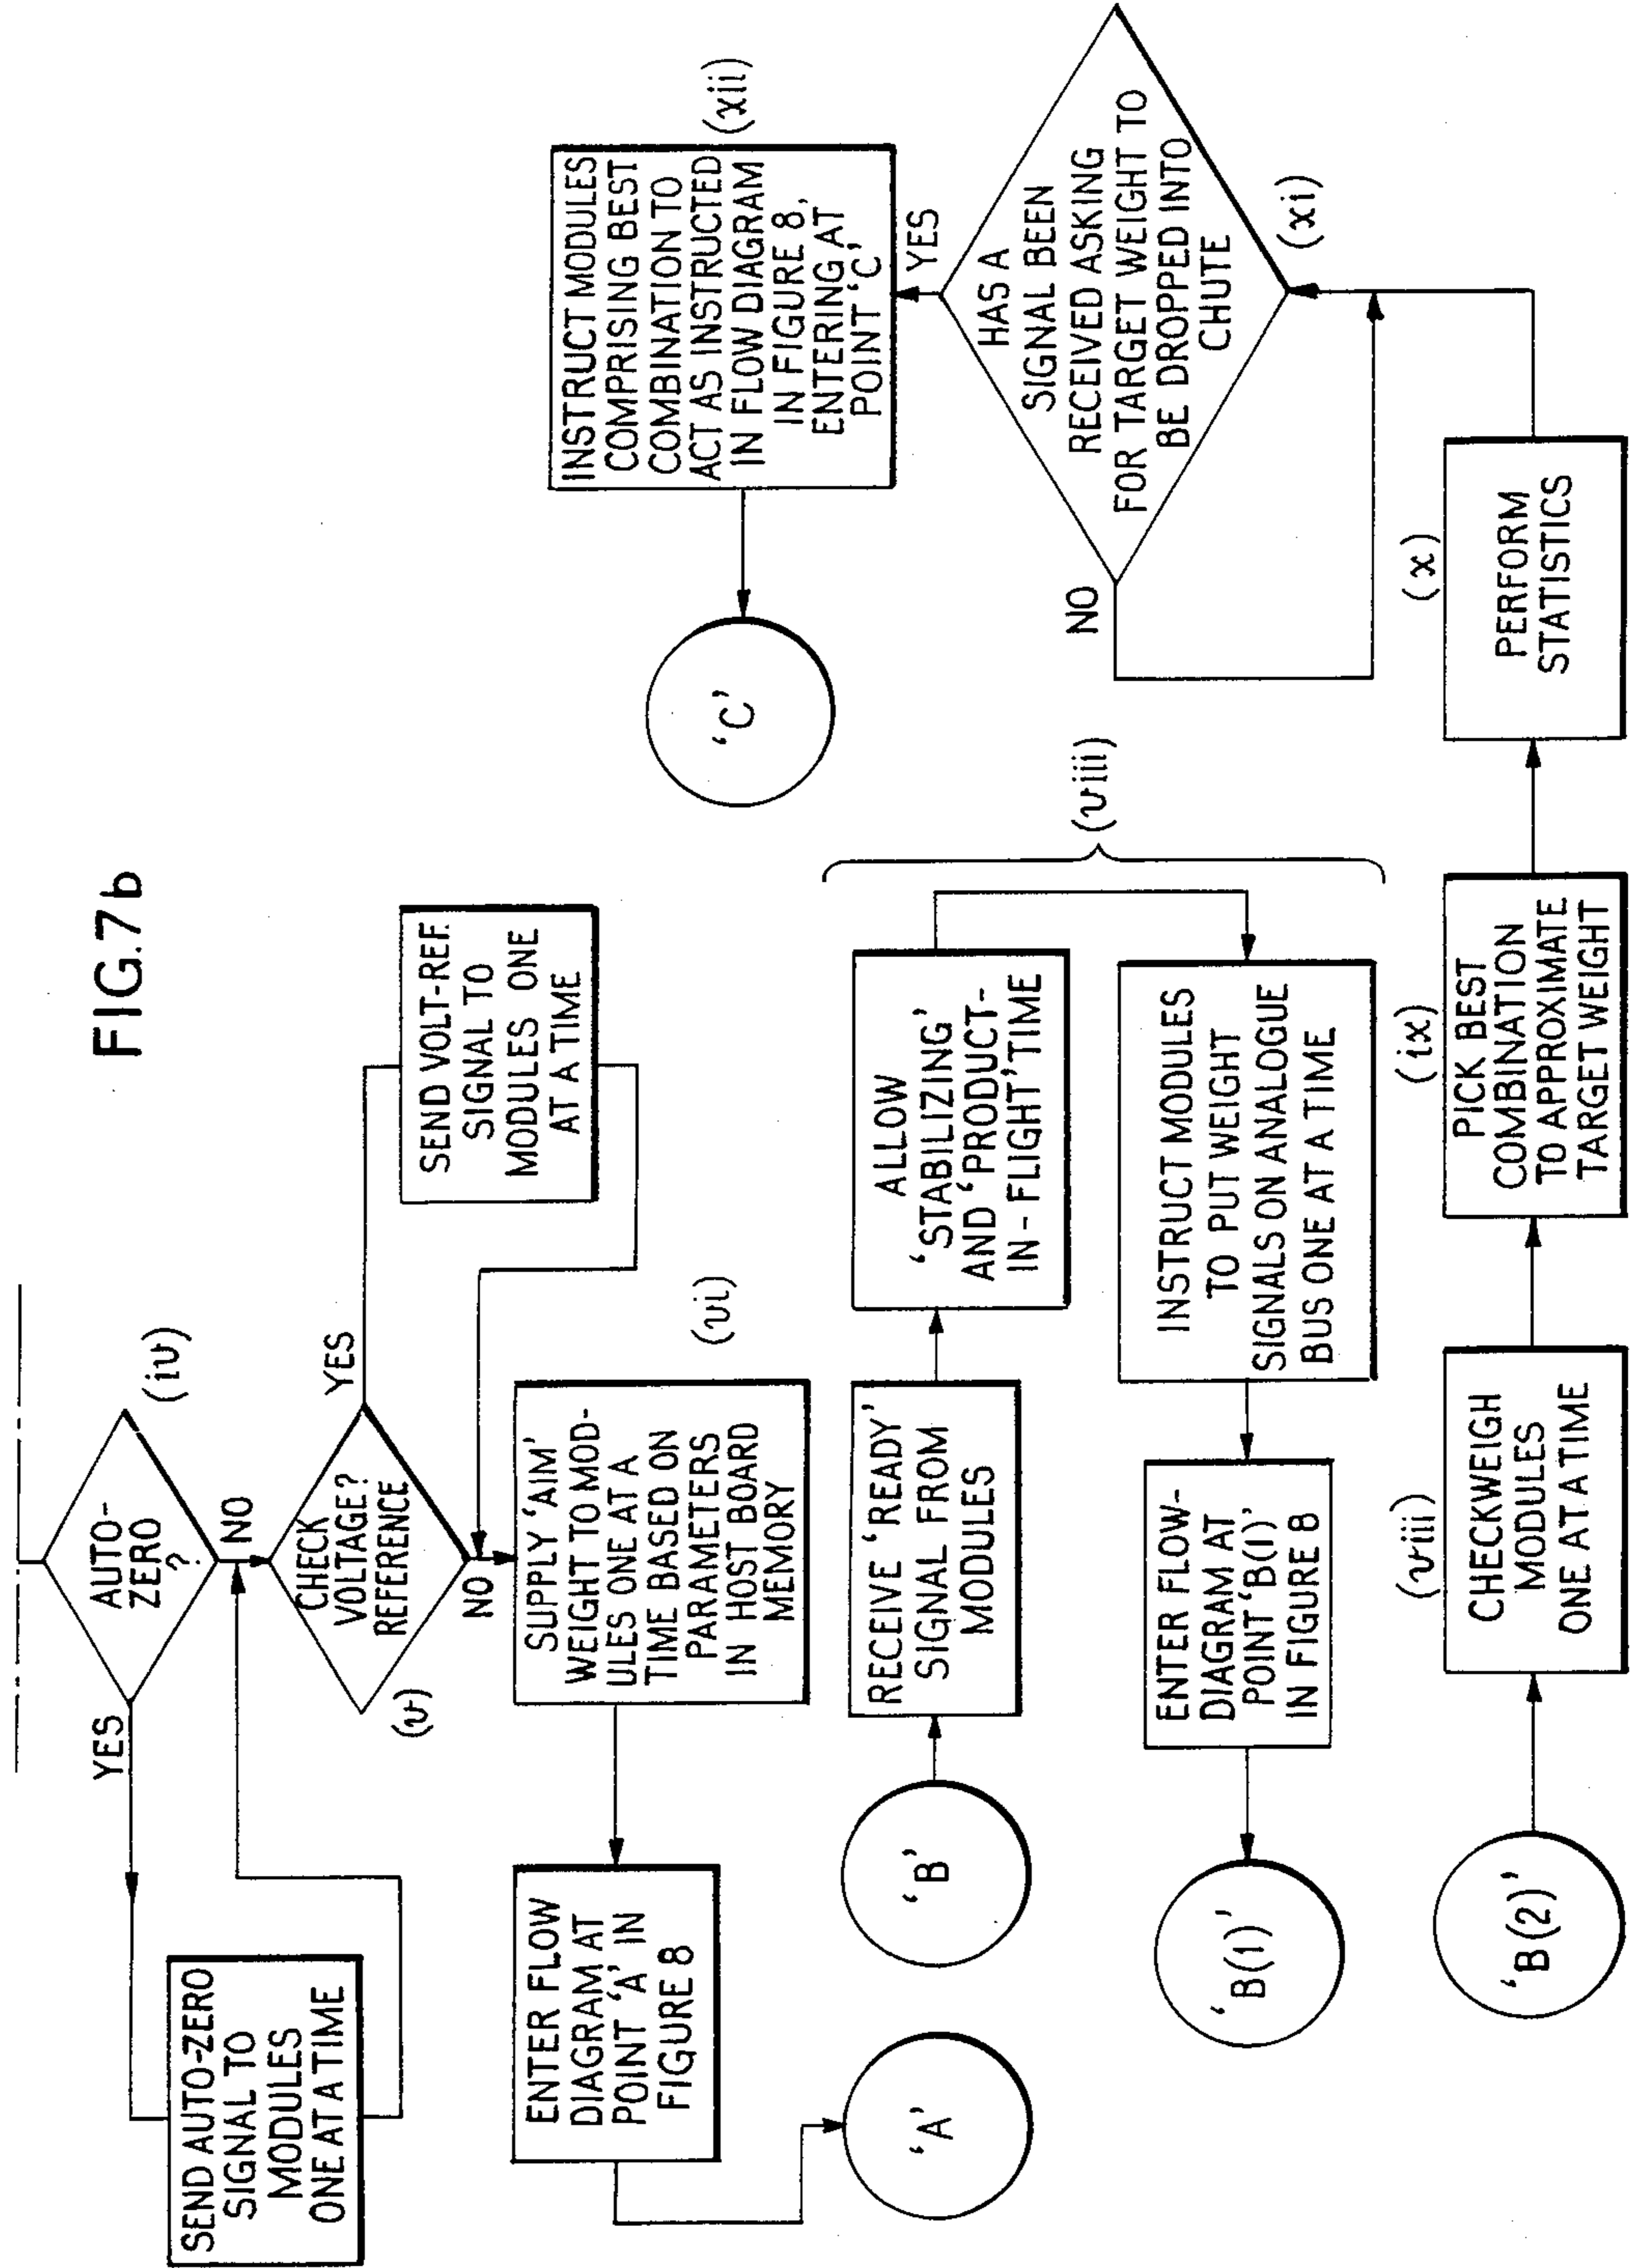 FIG.7b
AUTO-
ZERO
?
(iv)
YES
NO
SEND AUTO-ZERO
SIGNAL TO
MODULES
ONE AT A TIME
CHECK
VOLTAGE?
REFERENCE
(v)
YES
NO
SEND VOLT-REF.
SIGNAL TO
MODULES ONE
AT A TIME
SUPPLY 'AIM'
WEIGHT TO MOD-
ULES ONE AT A
TIME BASED ON
PARAMETERS
IN HOST BOARD
MEMORY
(vi)
ENTER FLOW
DIAGRAM AT
POINT 'A' IN
FIGURE 8
'A'
'B'
RECEIVE 'READY'
SIGNAL FROM
MODULES
ALLOW
'STABILIZING'
AND 'PRODUCT-
IN-FLIGHT' TIME
(viii)
INSTRUCT MODULES
TO PUT WEIGHT
SIGNALS ON ANALOGUE
BUS ONE AT A TIME
ENTER FLOW-
DIAGRAM AT
POINT 'B(1)'
IN FIGURE 8
'B(1)'
'B(2)'
(viii)
CHECKWEIGH
MODULES
ONE AT A TIME
(ix)
PICK BEST
COMBINATION
TO APPROXIMATE
TARGET WEIGHT
(x)
PERFORM
STATISTICS
HAS A
SIGNAL BEEN
RECEIVED ASKING
FOR TARGET WEIGHT TO
BE DROPPED INTO
CHUTE
(xi)
NO
YES
INSTRUCT MODULES
COMPRISING BEST
COMBINATION TO
ACT AS INSTRUCTED
IN FLOW DIAGRAM
IN FIGURE 8,
ENTERING AT
POINT 'C'
(xii)
'C'